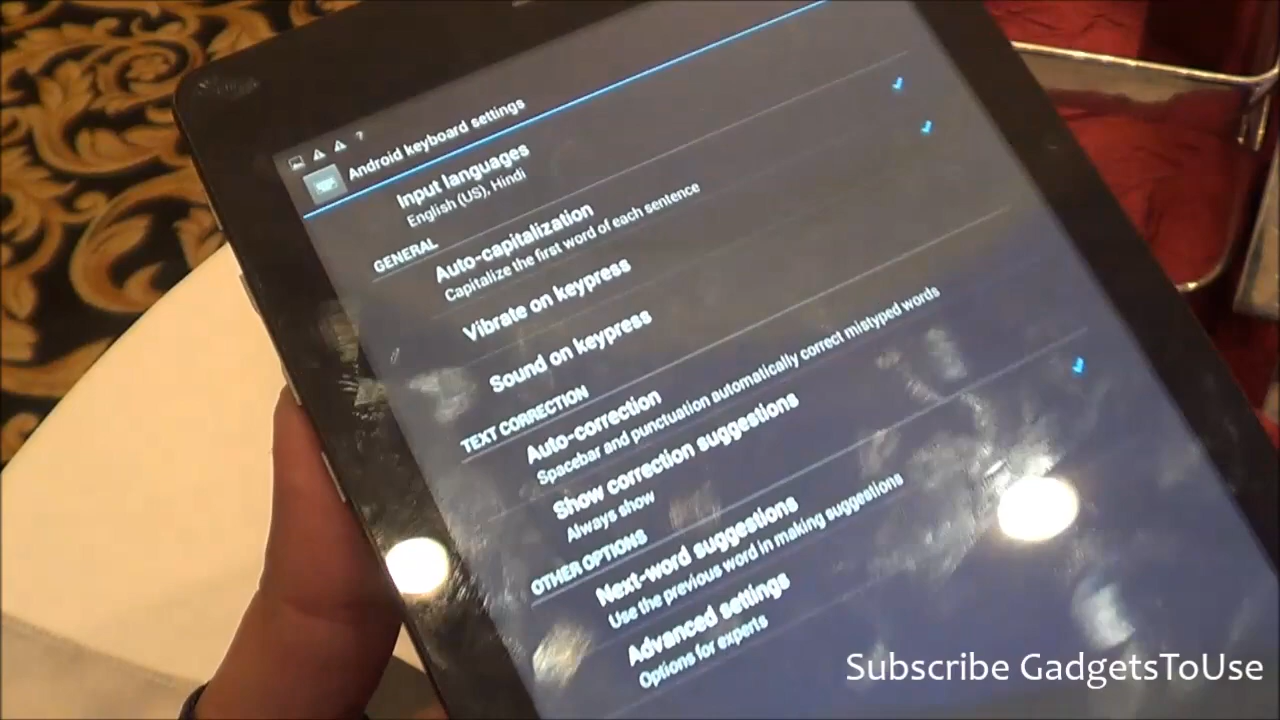 Android keyboard settings
Input languages
English (US), Hindi
GENERAL
Auto-capitalization
Capitalize the first word of each sentence
Vibrate on keypress
Sound on keypress
TEXT CORRECTION
Auto-correction
Spacebar and punctuation automatically correct mistyped words
Show correction suggestions
Always show
OTHER OPTIONS
Next-word suggestions
Use the previous word in making suggestions
Advanced settings
Options for experts
Subscribe GadgetsToUse